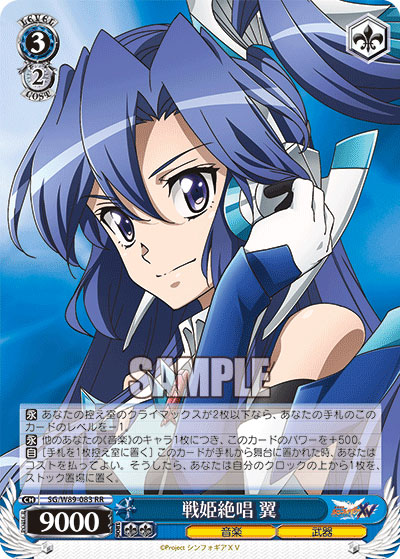 LEVEL
3
2
COST
SAMPLE
永 あなたの控え室のクライマックスが2枚以下なら、あなたの手札のこの
カードのレベルを－1。
永 他のあなたの《音楽》のキャラ1枚につき、このカードのパワーを＋500。
自 [手札を1枚控え室に置く] このカードが手札から舞台に置かれた時、あなたは
コストを払ってよい。そうしたら、あなたは自分のクロックの上から1枚を、
ストック置場に置く。
CH SG/W89-083 RR
戦姫絶唱 翼
9000
音楽 武器
©Project シンフォギアXV